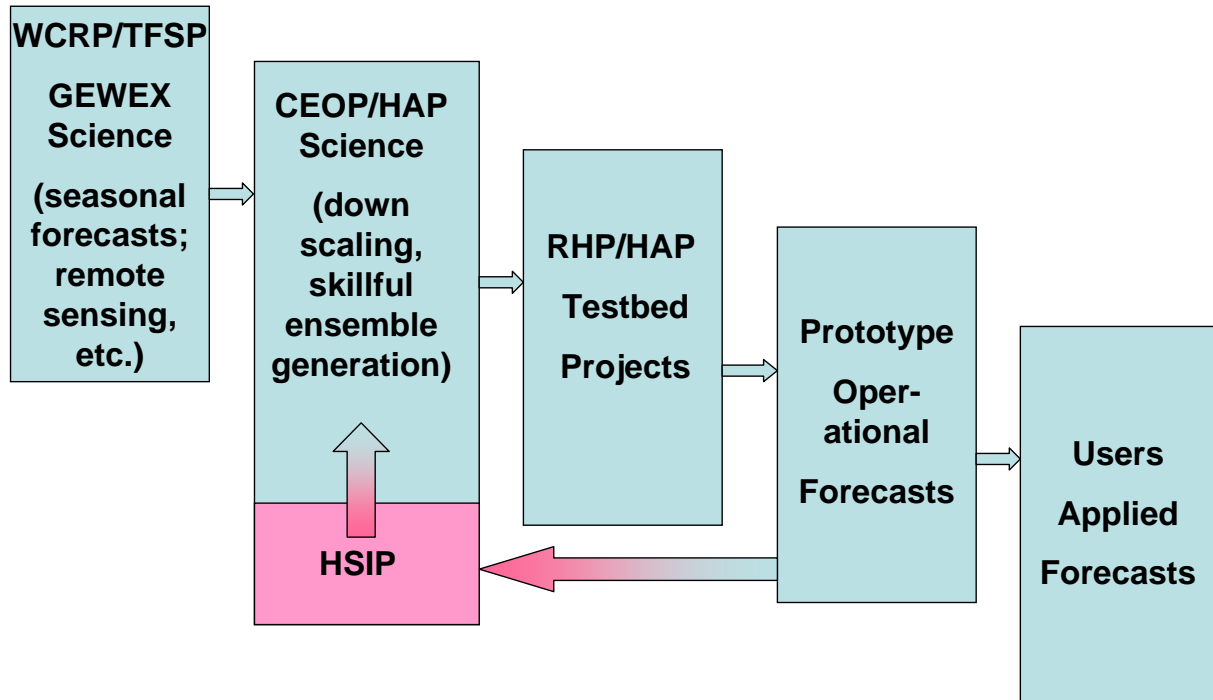 WCRP/TFSP
GEWEX
Science
(seasonal
forecasts;
remote
sensing,
etc.)
CEOP/HAP
Science
(down
scaling,
skillful
ensemble
generation)
HSIP
RHP/HAP
Testbed
Projects
Prototype
Oper-
ational
Forecasts
Users
Applied
Forecasts